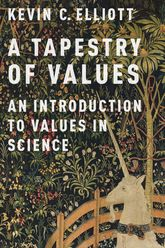 KEVIN C. ELLIOTT
A TAPESTRY
OF VALUES
AN INTRODUCTION
TO VALUES IN
SCIENCE